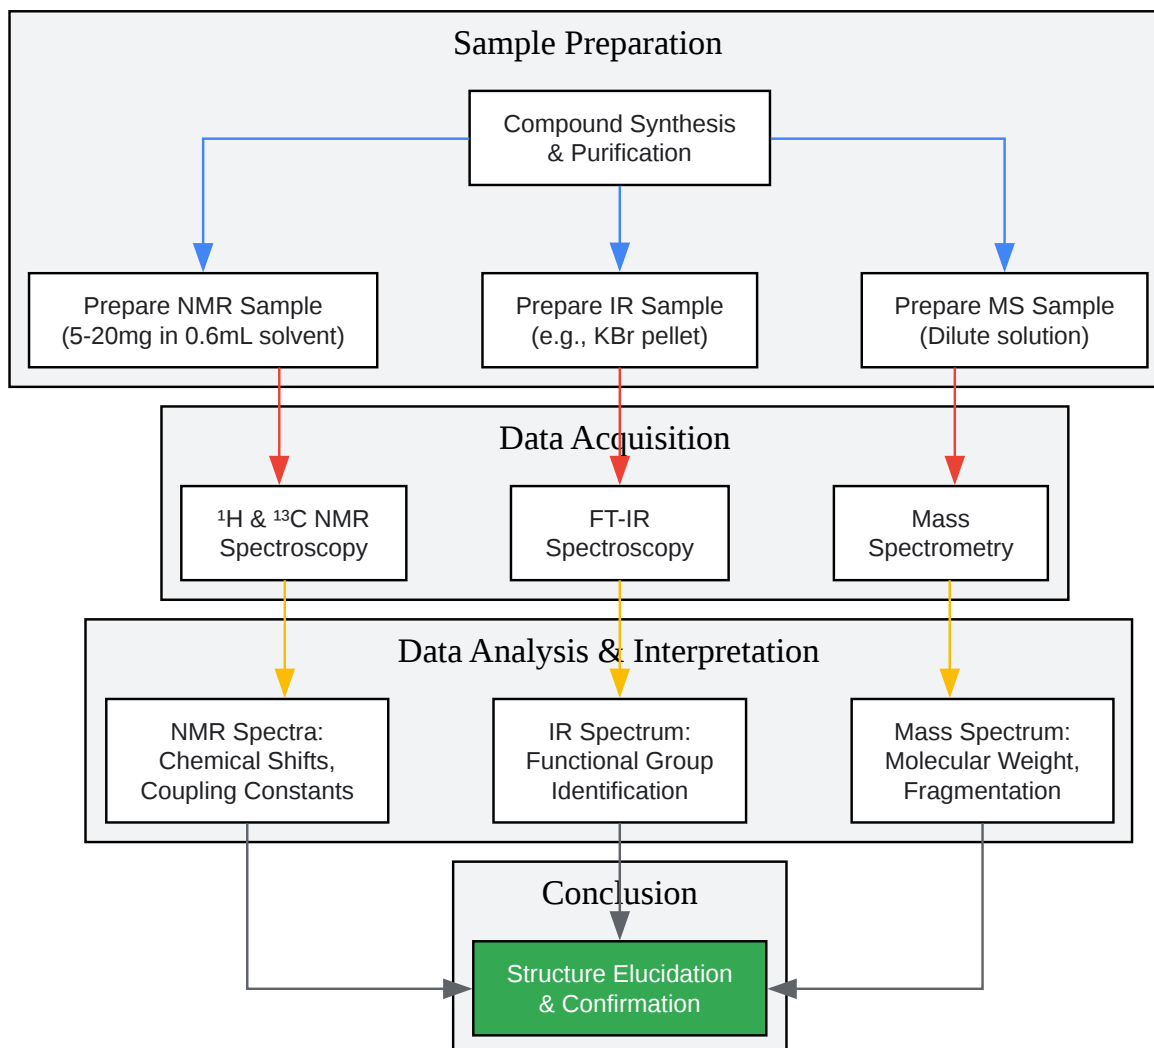 Sample Preparation
Compound Synthesis
& Purification
Prepare NMR Sample
(5-20mg in 0.6mL solvent)
Prepare IR Sample
(e.g., KBr pellet)
Prepare MS Sample
(Dilute solution)
Data Acquisition
¹H & ¹³C NMR
Spectroscopy
FT-IR
Spectroscopy
Mass
Spectrometry
Data Analysis & Interpretation
NMR Spectra:
Chemical Shifts,
Coupling Constants
IR Spectrum:
Functional Group
Identification
Mass Spectrum:
Molecular Weight,
Fragmentation
Conclusion
Structure Elucidation
& Confirmation